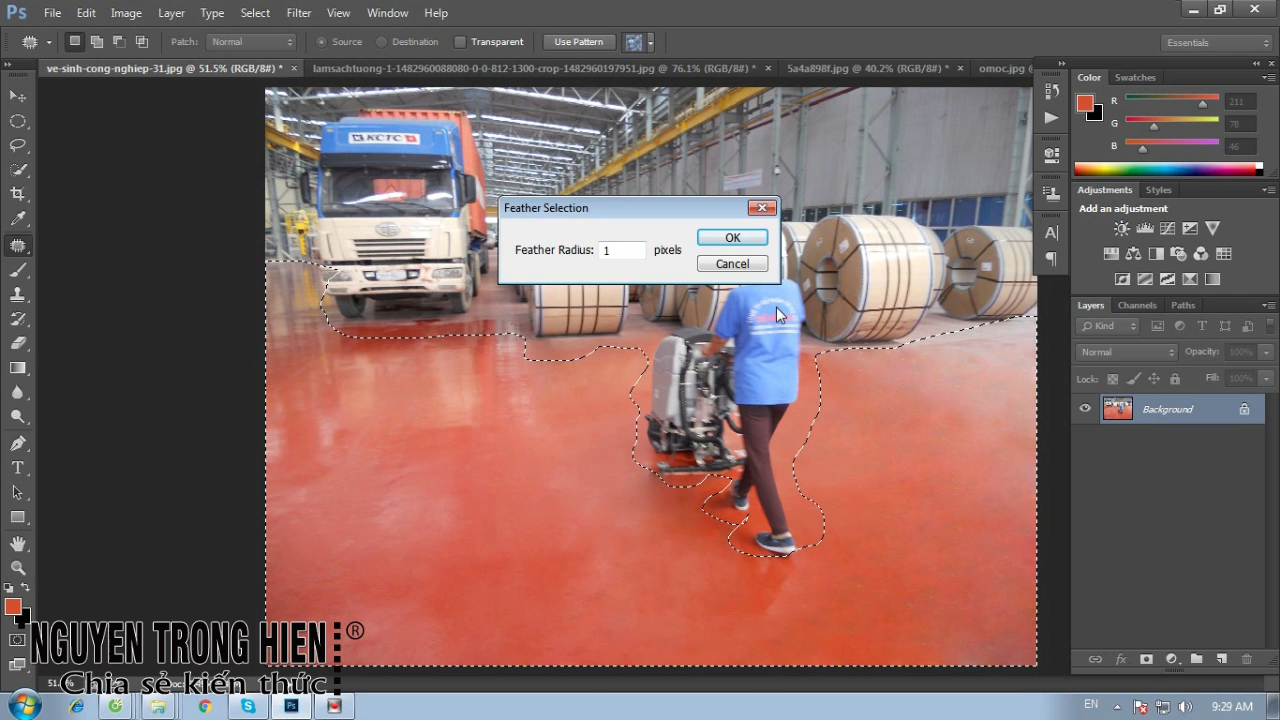 Ps File Edit Image Layer Type Select Filter View Window Help
Patch: Normal Source Destination Transparent Use Pattern Essentials
ve-sinh-cong-nghiep-31.jpg @ 51.5% (RGB/8#) * × lamsachtuong-1-1482960088080-0-0-812-1300-crop-1482960197951.jpg @ 76.1% (RGB/8#) * × 5a4a898f.jpg @ 40.2% (RGB/8#) * × omoc.jpg @
Color Swatches
R 211
G 78
B 46
Adjustments Styles
Add an adjustment
KCTC
Feather Selection
Feather Radius: 1 pixels
OK
Cancel
A|
Layers Channels Paths
Kind
Normal Opacity: 100%
Lock: Fill: 100%
Background
NGUYEN TRONG HIEN ®
Chia sẻ kiến thức
EN 9:29 AM